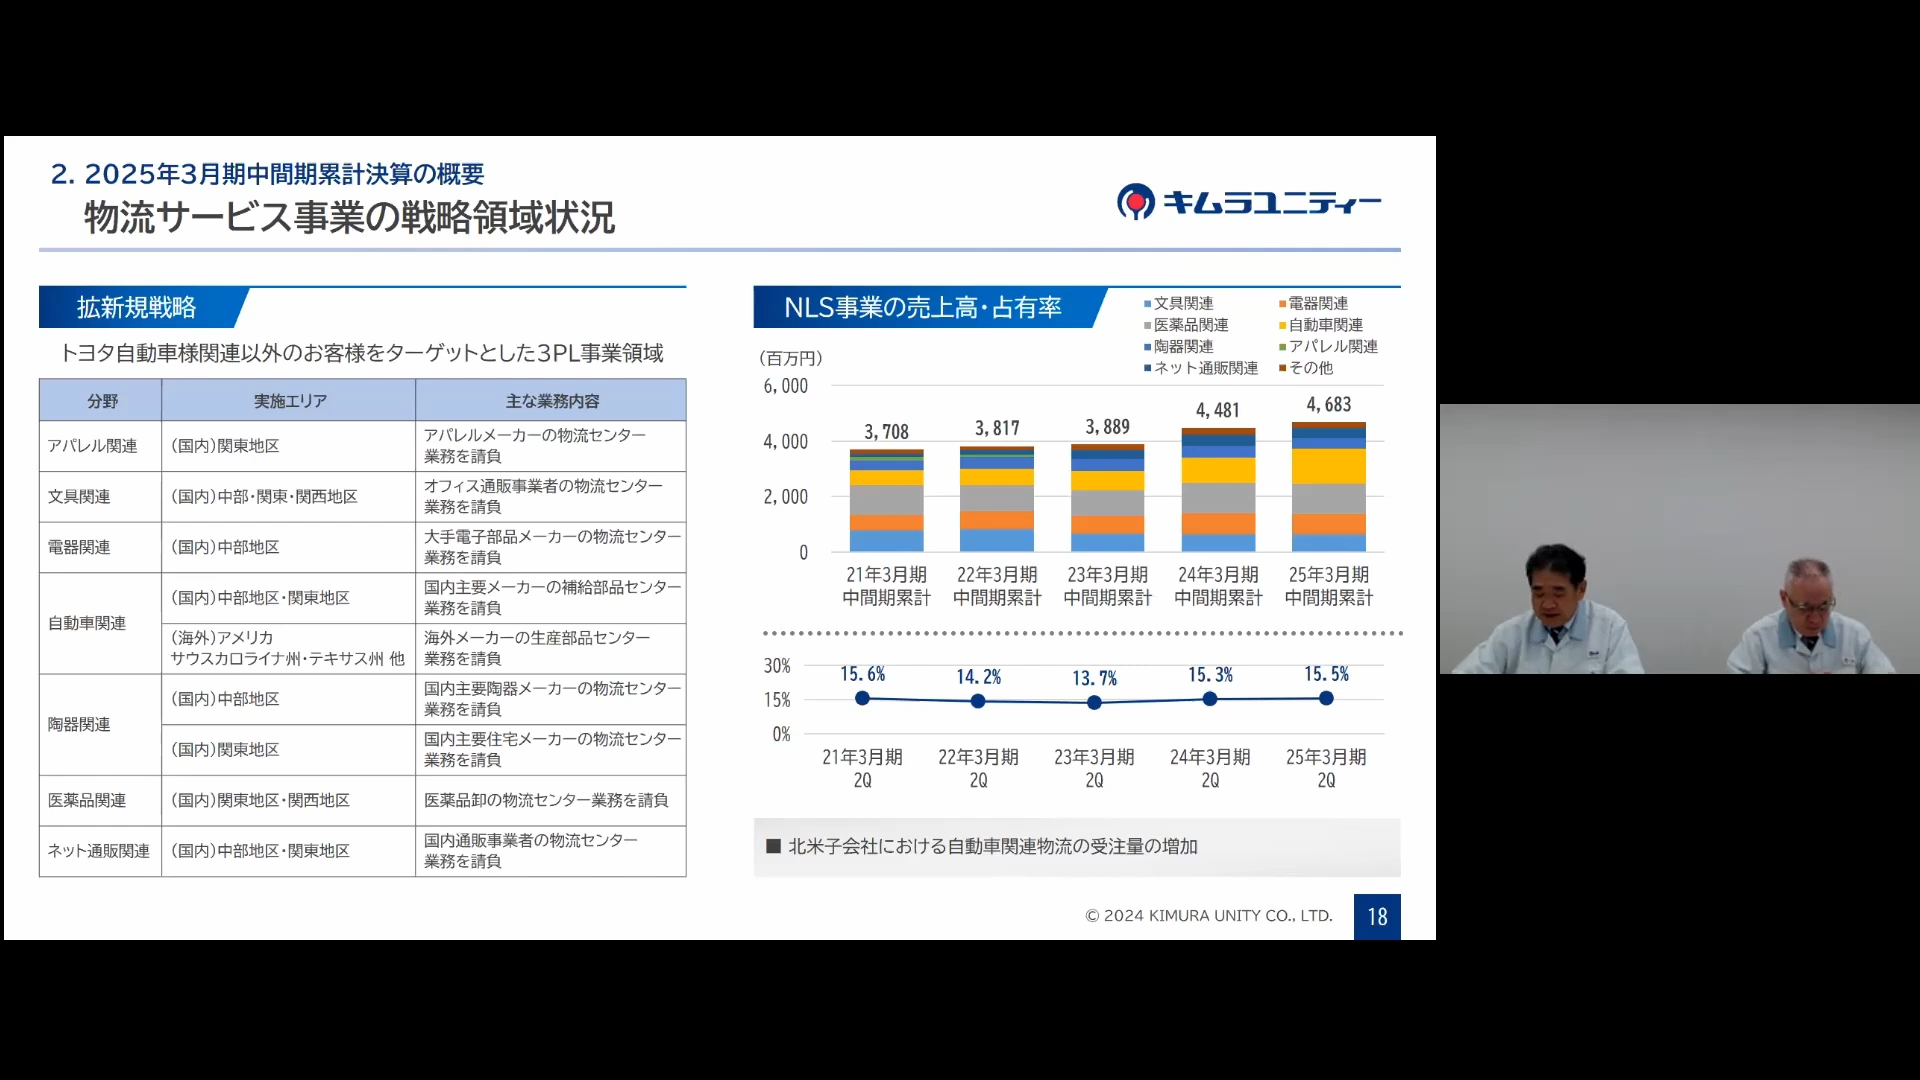 2. 2025年3月期中間期累計決算の概要
物流サービス事業の戦略領域状況
キムラユニティー
拡新規戦略
トヨタ自動車様関連以外のお客様をターゲットとした3PL事業領域
分野 実施エリア 主な業務内容
アパレル関連 (国内)関東地区 アパレルメーカーの物流センター
業務を請負
文具関連 (国内)中部・関東・関西地区 オフィス通販事業者の物流センター
業務を請負
電器関連 (国内)中部地区 大手電子部品メーカーの物流センター
業務を請負
自動車関連 (国内)中部地区・関東地区 国内主要メーカーの補給部品センター
業務を請負
(海外)アメリカ
サウスカロライナ州・テキサス州 他
海外メーカーの生産部品センター
業務を請負
陶器関連 (国内)中部地区 国内主要陶器メーカーの物流センター
業務を請負
(国内)関東地区 国内主要住宅メーカーの物流センター
業務を請負
医薬品関連 (国内)関東地区・関西地区 医薬品卸の物流センター業務を請負
ネット通販関連 (国内)中部地区・関東地区 国内通販事業者の物流センター
業務を請負
NLS事業の売上高・占有率
文具関連 電器関連
医薬品関連 自動車関連
陶器関連 アパレル関連
ネット通販関連 その他
(百万円)
6,000
4,000
2,000
0
3,708 3,817 3,889 4,481 4,683
21年3月期 22年3月期 23年3月期 24年3月期 25年3月期
中間期累計 中間期累計 中間期累計 中間期累計 中間期累計
30%
15%
0%
15.6% 14.2% 13.7% 15.3% 15.5%
21年3月期 22年3月期 23年3月期 24年3月期 25年3月期
2Q 2Q 2Q 2Q 2Q
■ 北米子会社における自動車関連物流の受注量の増加
© 2024 KIMURA UNITY CO., LTD. 18